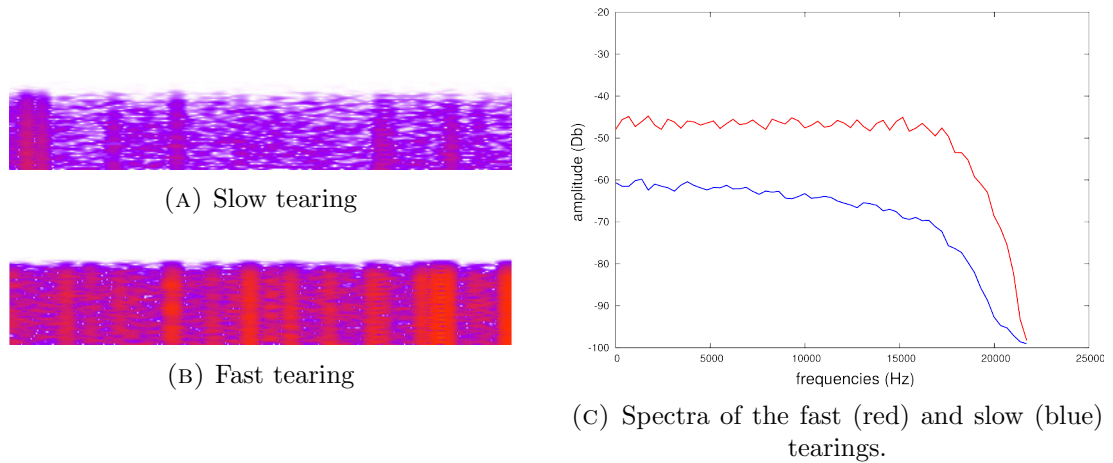 (A) Slow tearing
(B) Fast tearing
-20
-30
-40
-50
-60
-70
-80
-90
-100
amplitude (Db)
0 5000 10000 15000 20000 25000
frequencies (Hz)
(C) Spectra of the fast (red) and slow (blue)
tearings.